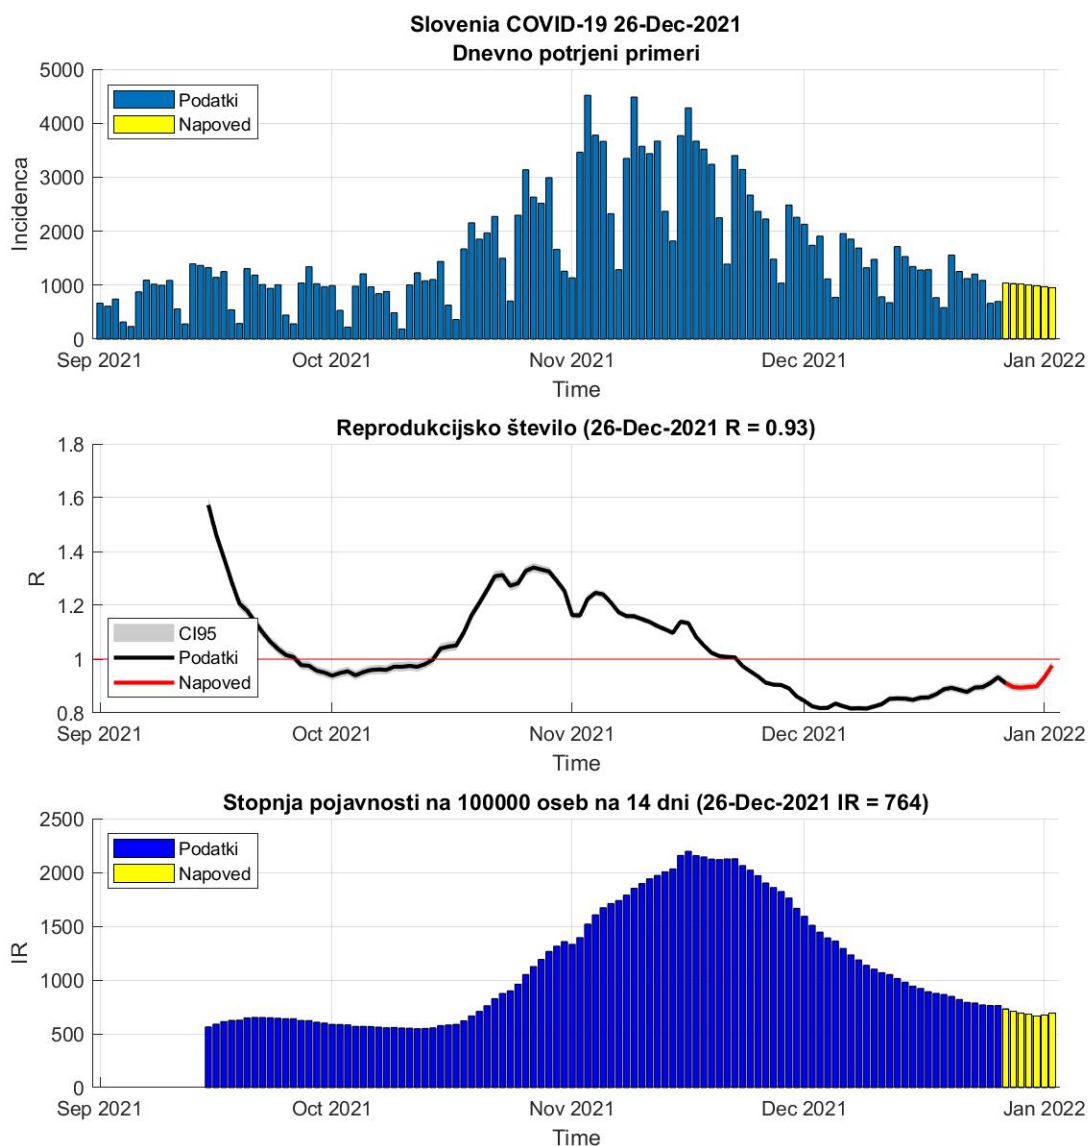 Slovenia COVID-19 26-Dec-2021
Dnevno potrjeni primeri
5000
4000
3000
2000
1000
0
Incidenca
Podatki
Napoved
Sep 2021 Oct 2021 Nov 2021 Dec 2021 Jan 2022
Time
Reprodukcijsko število (26-Dec-2021 R = 0.93)
1.8
1.6
1.4
1.2
1
0.8
R
CI95
Podatki
Napoved
Sep 2021 Oct 2021 Nov 2021 Dec 2021 Jan 2022
Time
Stopnja pojavnosti na 100000 oseb na 14 dni (26-Dec-2021 IR = 764)
2500
2000
1500
1000
500
0
IR
Podatki
Napoved
Sep 2021 Oct 2021 Nov 2021 Dec 2021 Jan 2022
Time